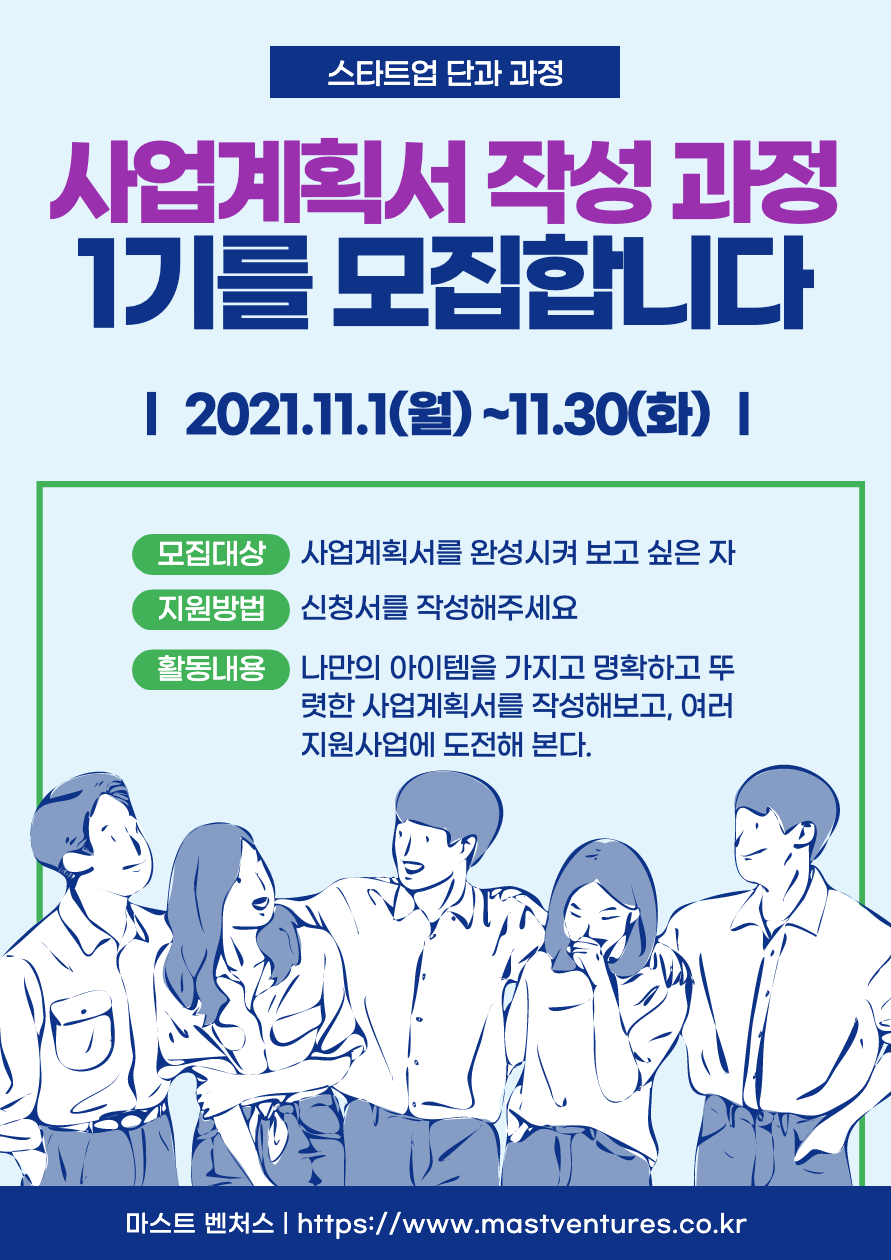 스타트업 단과 과정
사업계획서 작성 과정
1기를 모집합니다
| 2021.11.1(월) ~11.30(화) |
모집대상 사업계획서를 완성시켜 보고 싶은 자
지원방법 신청서를 작성해주세요
활동내용 나만의 아이템을 가지고 명확하고 뚜
렷한 사업계획서를 작성해보고, 여러
지원사업에 도전해 본다.
마스트 벤처스 | https://www.mastventures.co.kr